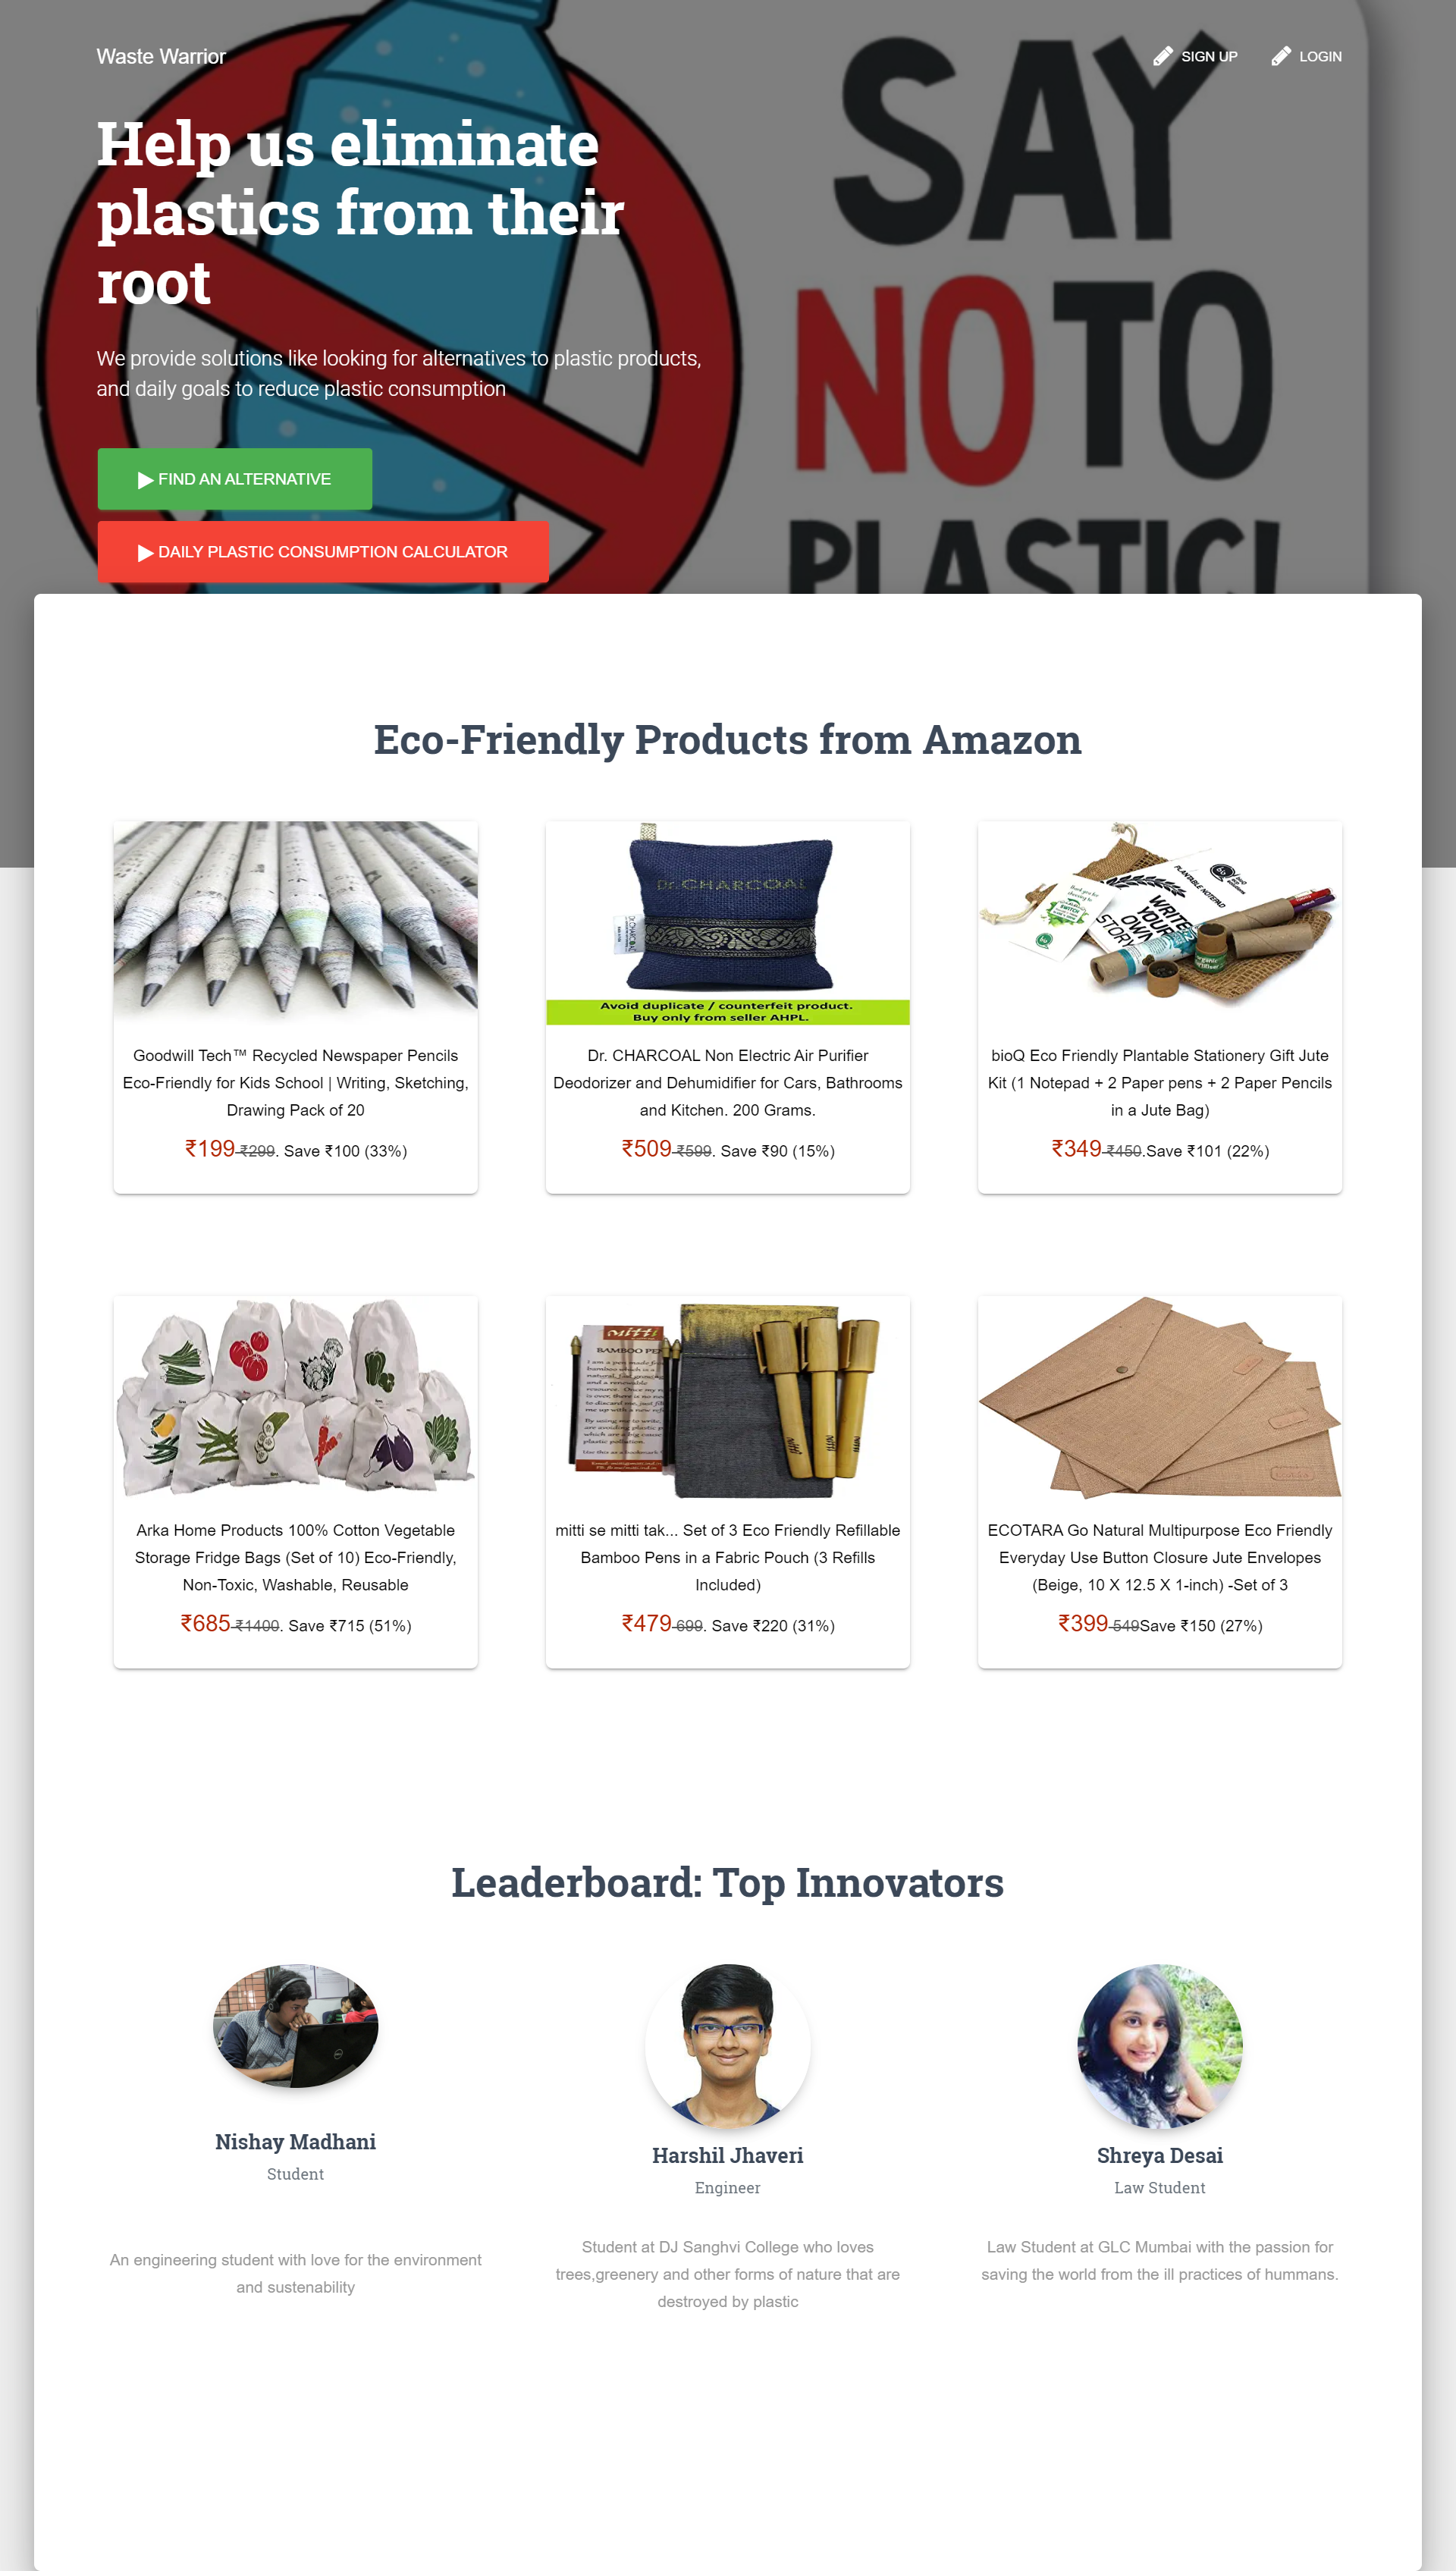 Waste Warrior
SIGN UP
LOGIN
SAY
NO TO
PLASTIC!
Help us eliminate
plastics from their
root
We provide solutions like looking for alternatives to plastic products,
and daily goals to reduce plastic consumption
FIND AN ALTERNATIVE
DAILY PLASTIC CONSUMPTION CALCULATOR
Eco-Friendly Products from Amazon
Dr. CHARCOAL
Avoid duplicate / counterfeit product.
Buy only from seller AHPL.
PLANTABLE NOTEPAD
WRITE
YOUR
OWN
STORY
Goodwill Tech™ Recycled Newspaper Pencils
Eco-Friendly for Kids School | Writing, Sketching,
Drawing Pack of 20
₹199 ₹299. Save ₹100 (33%)
Dr. CHARCOAL Non Electric Air Purifier
Deodorizer and Dehumidifier for Cars, Bathrooms
and Kitchen. 200 Grams.
₹509 ₹599. Save ₹90 (15%)
bioQ Eco Friendly Plantable Stationery Gift Jute
Kit (1 Notepad + 2 Paper pens + 2 Paper Pencils
in a Jute Bag)
₹349 ₹450.Save ₹101 (22%)
mitti
BAMBOO PEN
Arka Home Products 100% Cotton Vegetable
Storage Fridge Bags (Set of 10) Eco-Friendly,
Non-Toxic, Washable, Reusable
₹685 ₹1400. Save ₹715 (51%)
mitti se mitti tak... Set of 3 Eco Friendly Refillable
Bamboo Pens in a Fabric Pouch (3 Refills
Included)
₹479 699. Save ₹220 (31%)
ECOTARA Go Natural Multipurpose Eco Friendly
Everyday Use Button Closure Jute Envelopes
(Beige, 10 X 12.5 X 1-inch) -Set of 3
₹399 549Save ₹150 (27%)
Leaderboard: Top Innovators
Nishay Madhani
Student
An engineering student with love for the environment
and sustenability
Harshil Jhaveri
Engineer
Student at DJ Sanghvi College who loves
trees,greenery and other forms of nature that are
destroyed by plastic
Shreya Desai
Law Student
Law Student at GLC Mumbai with the passion for
saving the world from the ill practices of hummans.